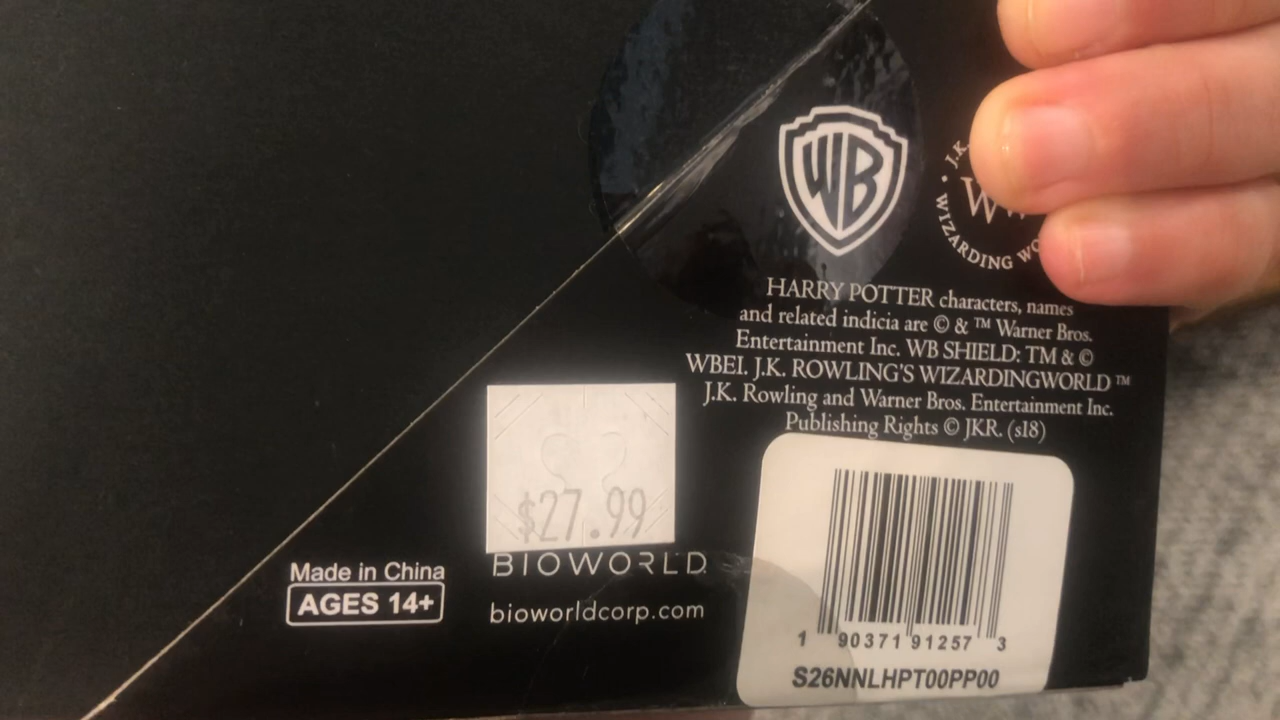 WB
J.K.
WIZARDING
HARRY POTTER characters, names
and related indicia are © & ™ Warner Bros.
Entertainment Inc. WB SHIELD: TM & ©
WBEI. J.K. ROWLING'S WIZARDINGWORLD ™
J.K. Rowling and Warner Bros. Entertainment Inc.
Publishing Rights © JKR. (s18)
$27.99
BIOWORLD
bioworldcorp.com
Made in China
AGES 14+
1 90371 91257 3
S26NNLHPT00PP00